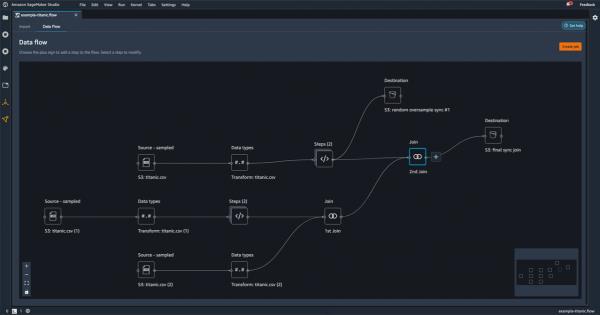 Amazon SageMaker Studio
File
Edit
View
Run
Kernel
Tabs
Settings
Help
Feedback
example-titanic.flow
Import
Data Flow
Get help
Data flow
Choose the plus sign to add a step to the flow. Select a step to modify.
Create job
Destination
S3: random oversample sync #1
Destination
S3: final sync join
Source - sampled
S3: titanic.csv
Data types
Transform: titanic.csv
Steps (2)
Join
2nd Join
Source - sampled
S3: titanic.csv (1)
Data types
Transform: titanic.csv (1)
Steps (2)
Join
1st Join
Source - sampled
S3: titanic.csv (2)
Data types
Transform: titanic.csv (2)
example-titanic.flow